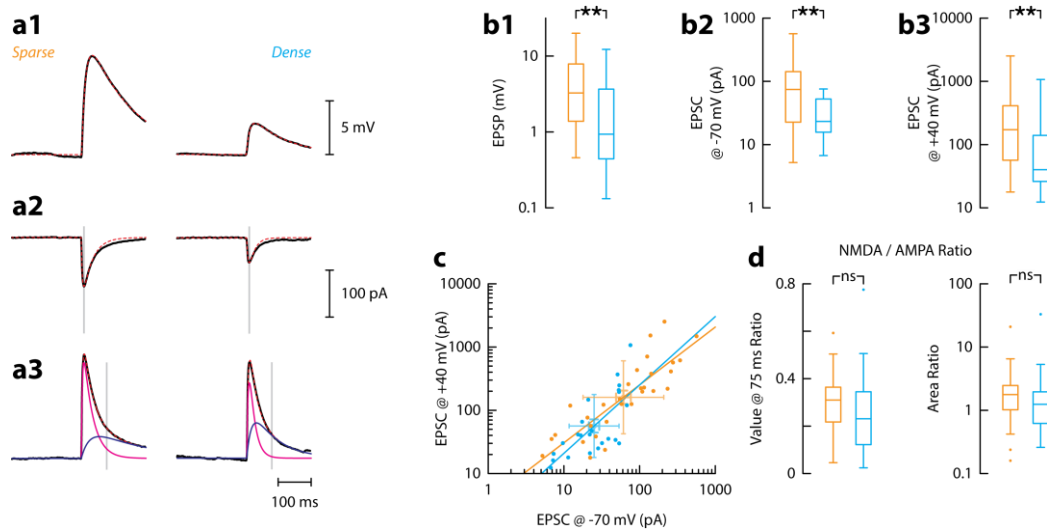 a1
Sparse
Dense
5 mV
a2
100 pA
a3
100 ms
b1
**
EPSP (mV)
10
1
0.1
b2
**
EPSC
@ -70 mV (pA)
1000
100
10
1
b3
**
EPSC
@ +40 mV (pA)
10000
1000
100
10
c
EPSC @ +40 mV (pA)
10000
1000
100
10
1
10
100
1000
EPSC @ -70 mV (pA)
d
NMDA / AMPA Ratio
ns
Value @ 75 ms Ratio
0.8
0.4
0
ns
Area Ratio
100
10
1
0.1